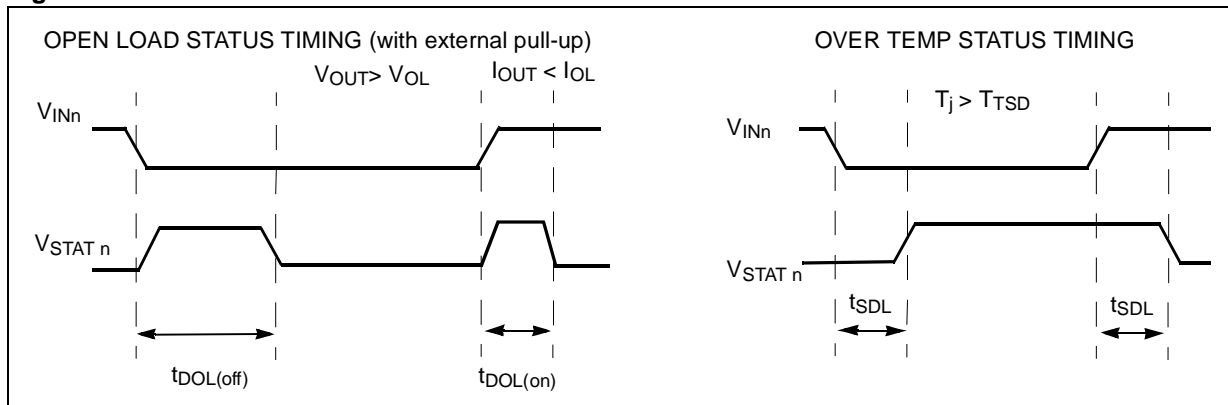 OPEN LOAD STATUS TIMING (with external pull-up)
VOUT> VOL
IOUT < IOL
VINn
VSTAT n
tDOL(off)
tDOL(on)
OVER TEMP STATUS TIMING
Tj > TTSD
VINn
VSTAT n
tSDL
tSDL